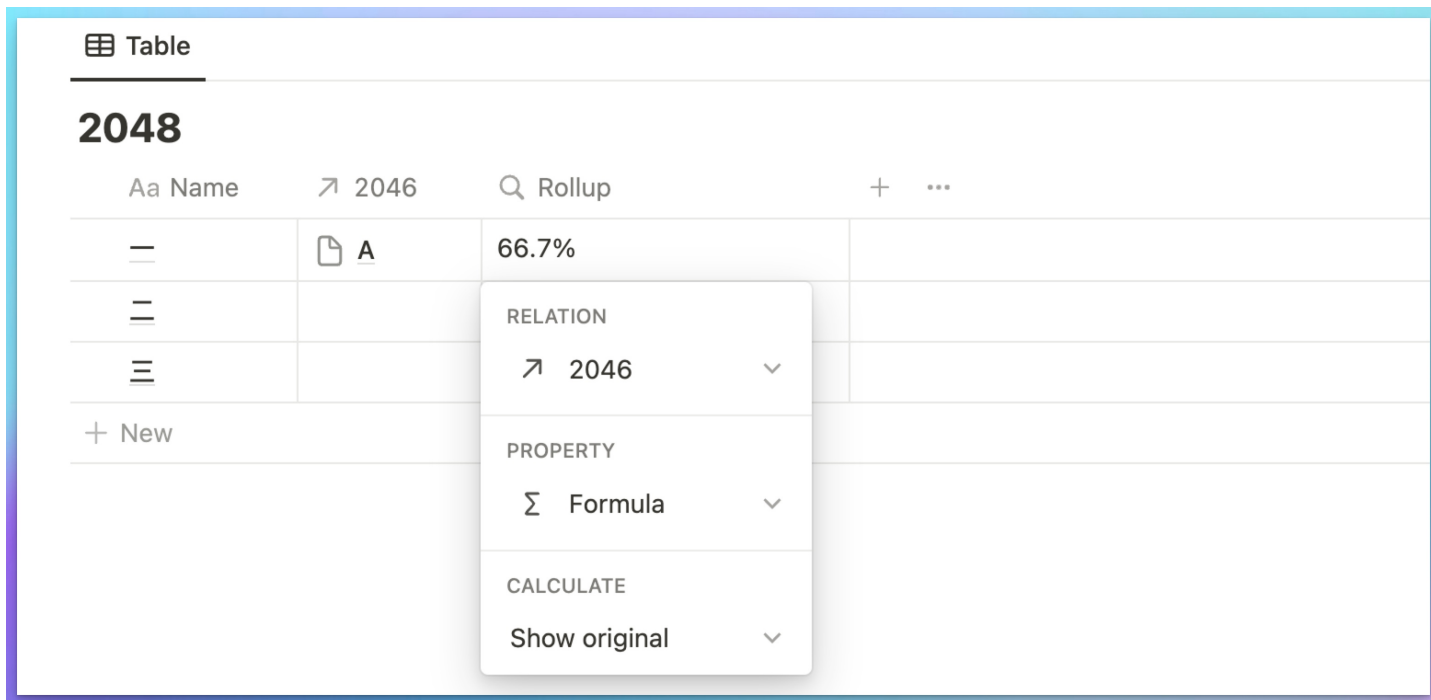 Table
2048
Aa Name 2046 Rollup
一 A 66.7%
二
三
New
RELATION
2046
PROPERTY
Σ Formula
CALCULATE
Show original